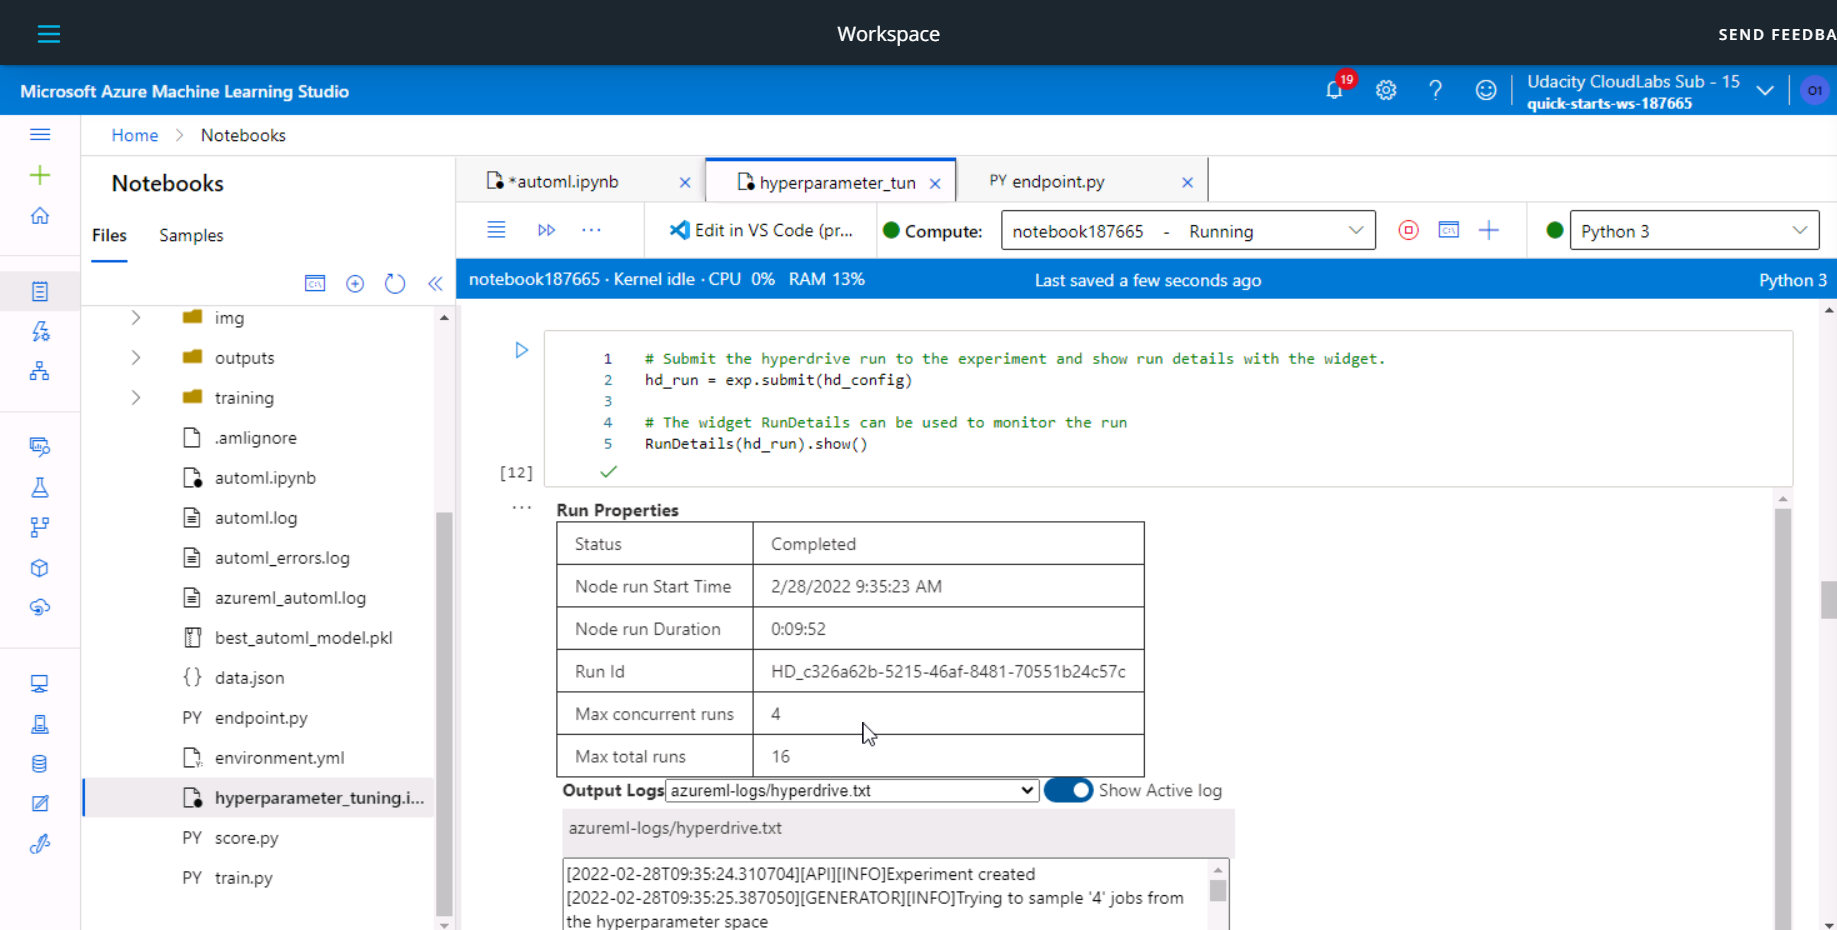 Workspace
SEND FEEDBA
Microsoft Azure Machine Learning Studio
19
Udacity CloudLabs Sub - 15
quick-starts-ws-187665
O1
Home > Notebooks
Notebooks
Files Samples
img
outputs
training
.amlignore
automl.ipynb
automl.log
automl_errors.log
azureml_automl.log
best_automl_model.pkl
{} data.json
PY endpoint.py
environment.yml
hyperparameter_tuning.i...
PY score.py
PY train.py
*automl.ipynb
hyperparameter_tun
PY endpoint.py
Edit in VS Code (pr...
Compute:
notebook187665 - Running
Python 3
notebook187665 · Kernel idle · CPU 0% RAM 13%
Last saved a few seconds ago
Python 3
1 # Submit the hyperdrive run to the experiment and show run details with the widget.
2 hd_run = exp.submit(hd_config)
3
4 # The widget RunDetails can be used to monitor the run
5 RunDetails(hd_run).show()
[12]
Run Properties
Status Completed
Node run Start Time 2/28/2022 9:35:23 AM
Node run Duration 0:09:52
Run Id HD_c326a62b-5215-46af-8481-70551b24c57c
Max concurrent runs 4
Max total runs 16
Output Logs azureml-logs/hyperdrive.txt Show Active log
azureml-logs/hyperdrive.txt
[2022-02-28T09:35:24.310704][API][INFO]Experiment created
[2022-02-28T09:35:25.387050][GENERATOR][INFO]Trying to sample '4' jobs from
the hyperparameter space